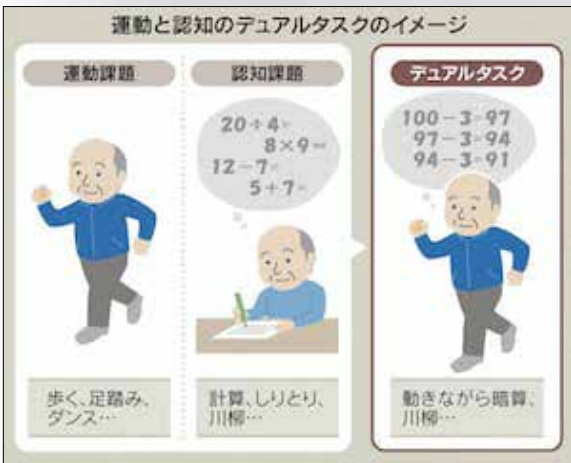 運動と認知のデュアルタスクのイメージ
運動課題
歩く、足踏み、
ダンス…
認知課題
20÷4=
8×9=
12-7=
5+7=
計算、しりとり、
川柳…
デュアルタスク
100-3=97
97-3=94
94-3=91
動きながら暗算、
川柳…